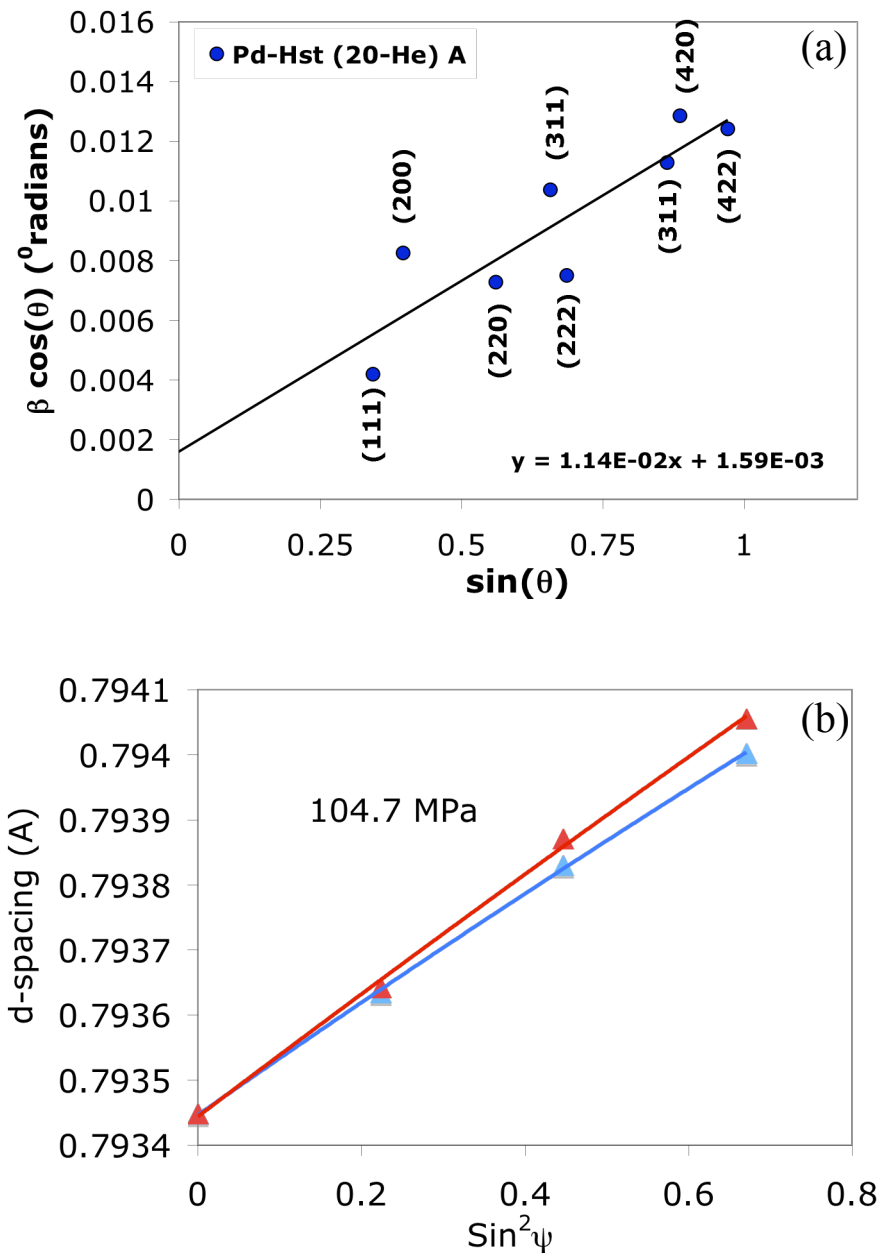 0.016
(a)
Pd-Hst (20-He) A
(420)
0.014
0.012
(311)
(200)
0.01
(311)
(422)
0.008
0.006
(220)
(222)
0.004
(111)
0.002
y = 1.14E-02x + 1.59E-03
0
β cos(θ) (⁰radians)
0 0.25 0.5 0.75 1
sin(θ)
0.7941
(b)
0.794
104.7 MPa
0.7939
0.7938
0.7937
0.7936
0.7935
0.7934
d-spacing (A)
0 0.2 0.4 0.6 0.8
Sin²ψ